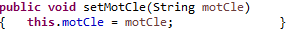 public void setMotCle(String motCle)
{   this.motCle = motCle;             }